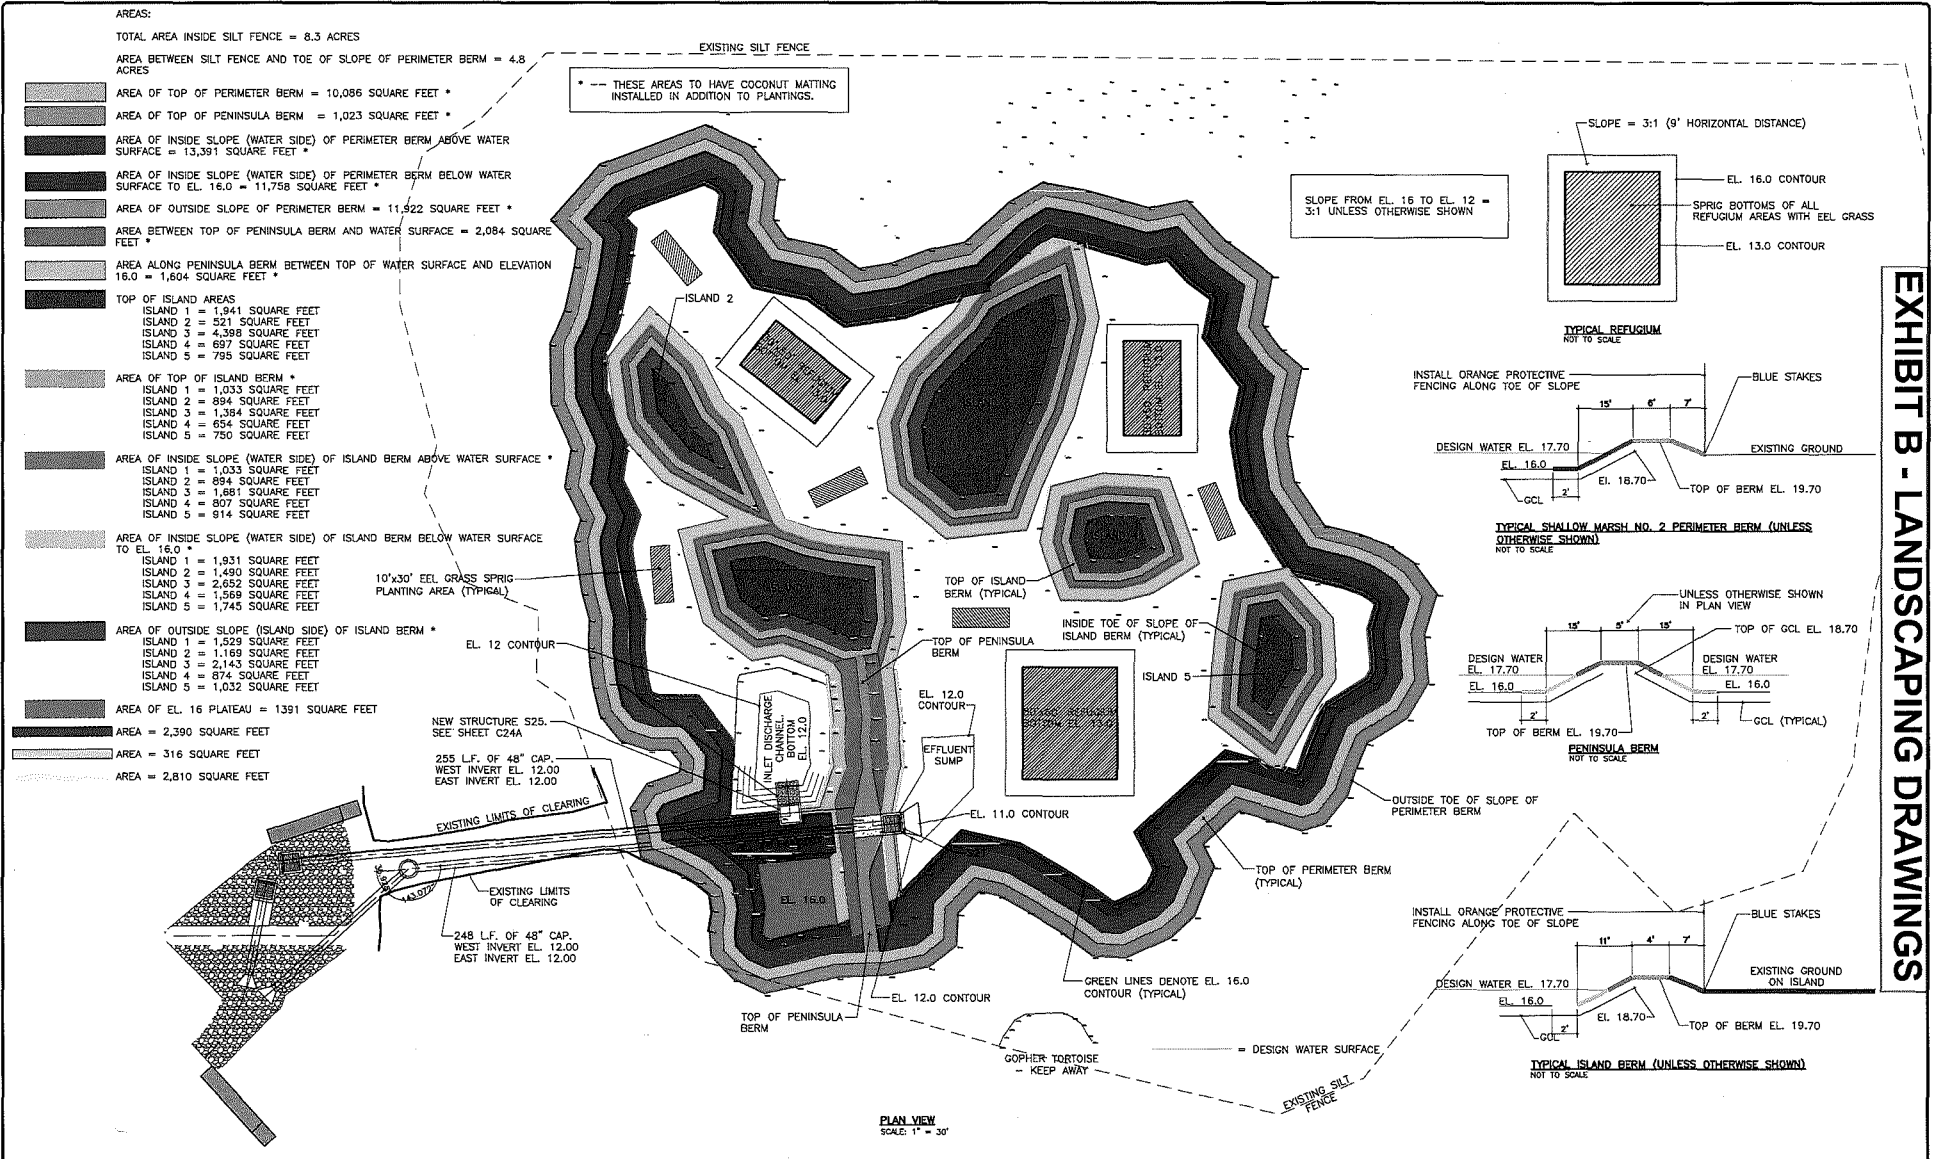 AREAS:
TOTAL AREA INSIDE SILT FENCE = 8.3 ACRES
AREA BETWEEN SILT FENCE AND TOE OF SLOPE OF PERIMETER BERM = 4.8
ACRES
AREA OF TOP OF PERIMETER BERM = 10,086 SQUARE FEET *
AREA OF TOP OF PENINSULA BERM = 1,023 SQUARE FEET *
AREA OF INSIDE SLOPE (WATER SIDE) OF PERIMETER BERM ABOVE WATER
SURFACE = 13,391 SQUARE FEET *
AREA OF INSIDE SLOPE (WATER SIDE) OF PERIMETER BERM BELOW WATER
SURFACE TO EL. 16.0 = 11,758 SQUARE FEET *
AREA OF OUTSIDE SLOPE OF PERIMETER BERM = 11,922 SQUARE FEET *
AREA BETWEEN TOP OF PENINSULA BERM AND WATER SURFACE = 2,084 SQUARE
FEET *
AREA ALONG PENINSULA BERM BETWEEN TOP OF WATER SURFACE AND ELEVATION
16.0 = 1,604 SQUARE FEET *
TOP OF ISLAND AREAS
ISLAND 1 = 1,941 SQUARE FEET
ISLAND 2 = 521 SQUARE FEET
ISLAND 3 = 4,398 SQUARE FEET
ISLAND 4 = 697 SQUARE FEET
ISLAND 5 = 795 SQUARE FEET
AREA OF TOP OF ISLAND BERM *
ISLAND 1 = 1,033 SQUARE FEET
ISLAND 2 = 894 SQUARE FEET
ISLAND 3 = 1,384 SQUARE FEET
ISLAND 4 = 654 SQUARE FEET
ISLAND 5 = 750 SQUARE FEET
AREA OF INSIDE SLOPE (WATER SIDE) OF ISLAND BERM ABOVE WATER SURFACE *
ISLAND 1 = 1,033 SQUARE FEET
ISLAND 2 = 894 SQUARE FEET
ISLAND 3 = 1,681 SQUARE FEET
ISLAND 4 = 807 SQUARE FEET
ISLAND 5 = 914 SQUARE FEET
AREA OF INSIDE SLOPE (WATER SIDE) OF ISLAND BERM BELOW WATER SURFACE
TO EL. 16.0 *
ISLAND 1 = 1,931 SQUARE FEET
ISLAND 2 = 1,490 SQUARE FEET
ISLAND 3 = 2,652 SQUARE FEET
ISLAND 4 = 1,569 SQUARE FEET
ISLAND 5 = 1,745 SQUARE FEET
AREA OF OUTSIDE SLOPE (ISLAND SIDE) OF ISLAND BERM *
ISLAND 1 = 1,529 SQUARE FEET
ISLAND 2 = 1.169 SQUARE FEET
ISLAND 3 = 2,143 SQUARE FEET
ISLAND 4 = 874 SQUARE FEET
ISLAND 5 = 1,032 SQUARE FEET
AREA OF EL. 16 PLATEAU = 1391 SQUARE FEET
AREA = 2,390 SQUARE FEET
AREA = 316 SQUARE FEET
AREA = 2,810 SQUARE FEET
EXISTING SILT FENCE
* -- THESE AREAS TO HAVE COCONUT MATTING
INSTALLED IN ADDITION TO PLANTINGS.
SLOPE FROM EL. 16 TO EL. 12 =
3:1 UNLESS OTHERWISE SHOWN
ISLAND 2
10'x30' EEL GRASS SPRIG
PLANTING AREA (TYPICAL)
EL. 12 CONTOUR
NEW STRUCTURE S25.
SEE SHEET C24A
255 L.F. OF 48" CAP.
WEST INVERT EL. 12.00
EAST INVERT EL. 12.00
EXISTING LIMITS OF CLEARING
EXISTING LIMITS
OF CLEARING
143.072
248 L.F. OF 48" CAP.
WEST INVERT EL. 12.00
EAST INVERT EL. 12.00
INLET DISCHARGE
CHANNEL.
BOTTOM
EL. 12.0
EL. 16.0
TOP OF ISLAND
BERM (TYPICAL)
INSIDE TOE OF SLOPE OF
ISLAND BERM (TYPICAL)
TOP OF PENINSULA
BERM
ISLAND 5
EL. 12.0
CONTOUR
EFFLUENT
SUMP
EL. 11.0 CONTOUR
OUTSIDE TOE OF SLOPE OF
PERIMETER BERM
TOP OF PERIMETER BERM
(TYPICAL)
GREEN LINES DENOTE EL. 16.0
CONTOUR (TYPICAL)
EL. 12.0 CONTOUR
TOP OF PENINSULA
BERM
GOPHER TORTOISE
- KEEP AWAY
= DESIGN WATER SURFACE
EXISTING SILT
FENCE
PLAN VIEW
SCALE: 1" = 30'
SLOPE = 3:1 (9' HORIZONTAL DISTANCE)
EL. 16.0 CONTOUR
SPRIG BOTTOMS OF ALL
REFUGIUM AREAS WITH EEL GRASS
EL. 13.0 CONTOUR
TYPICAL REFUGIUM
NOT TO SCALE
INSTALL ORANGE PROTECTIVE
FENCING ALONG TOE OF SLOPE
BLUE STAKES
15' 6' 7'
DESIGN WATER EL. 17.70
EXISTING GROUND
EL. 16.0
El. 18.70
TOP OF BERM EL. 19.70
GCL
2'
TYPICAL SHALLOW MARSH NO. 2 PERIMETER BERM (UNLESS
OTHERWISE SHOWN)
NOT TO SCALE
UNLESS OTHERWISE SHOWN
IN PLAN VIEW
15' 5' 15'
TOP OF GCL EL. 18.70
DESIGN WATER
EL. 17.70
DESIGN WATER
EL. 17.70
EL. 16.0
EL. 16.0
2'
2'
GCL (TYPICAL)
TOP OF BERM EL. 19.70
PENINSULA BERM
NOT TO SCALE
INSTALL ORANGE PROTECTIVE
FENCING ALONG TOE OF SLOPE
BLUE STAKES
11' 4' 7'
EXISTING GROUND
ON ISLAND
DESIGN WATER EL. 17.70
EL. 16.0
El. 18.70
TOP OF BERM EL. 19.70
GCL
2'
TYPICAL ISLAND BERM (UNLESS OTHERWISE SHOWN)
NOT TO SCALE
EXHIBIT B - LANDSCAPING DRAWINGS